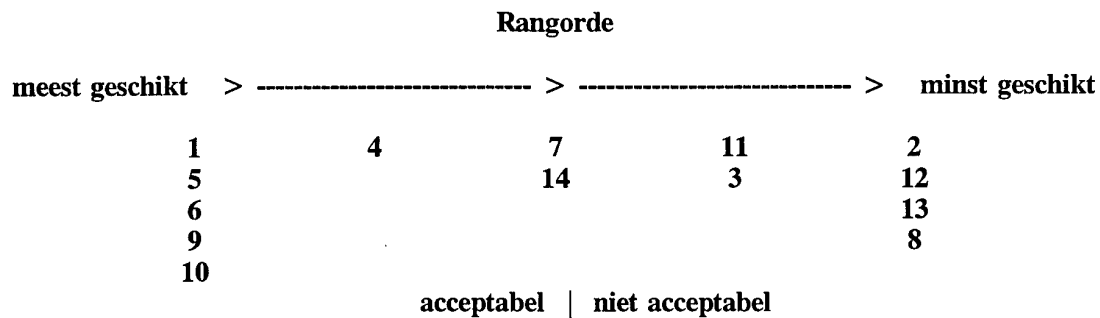 Rangorde
meest geschikt > ------------------------------ > ------------------------------ > minst geschikt
1 4 7 11 2
5 14 3 12
6 13
9 8
10
acceptabel | niet acceptabel